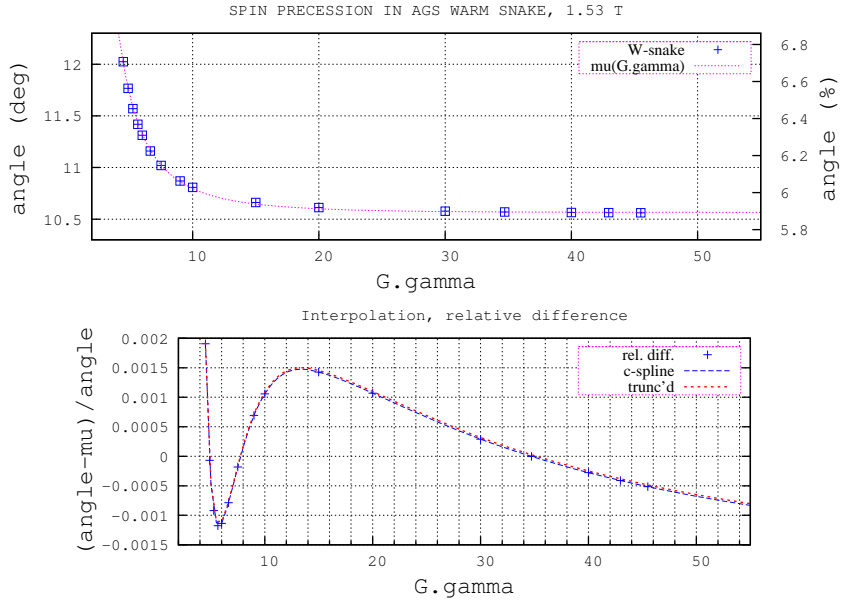 SPIN PRECESSION IN AGS WARM SNAKE, 1.53 T
angle (deg)
12
11.5
11
10.5
W-snake
mu(G.gamma)
6.8
6.6
6.4
6.2
6
5.8
angle (%)
10 20 30 40 50
G.gamma
Interpolation, relative difference
(angle-mu)/angle
0.002
0.0015
0.001
0.0005
0
-0.0005
-0.001
-0.0015
rel. diff.
c-spline
trunc'd
10 20 30 40 50
G.gamma